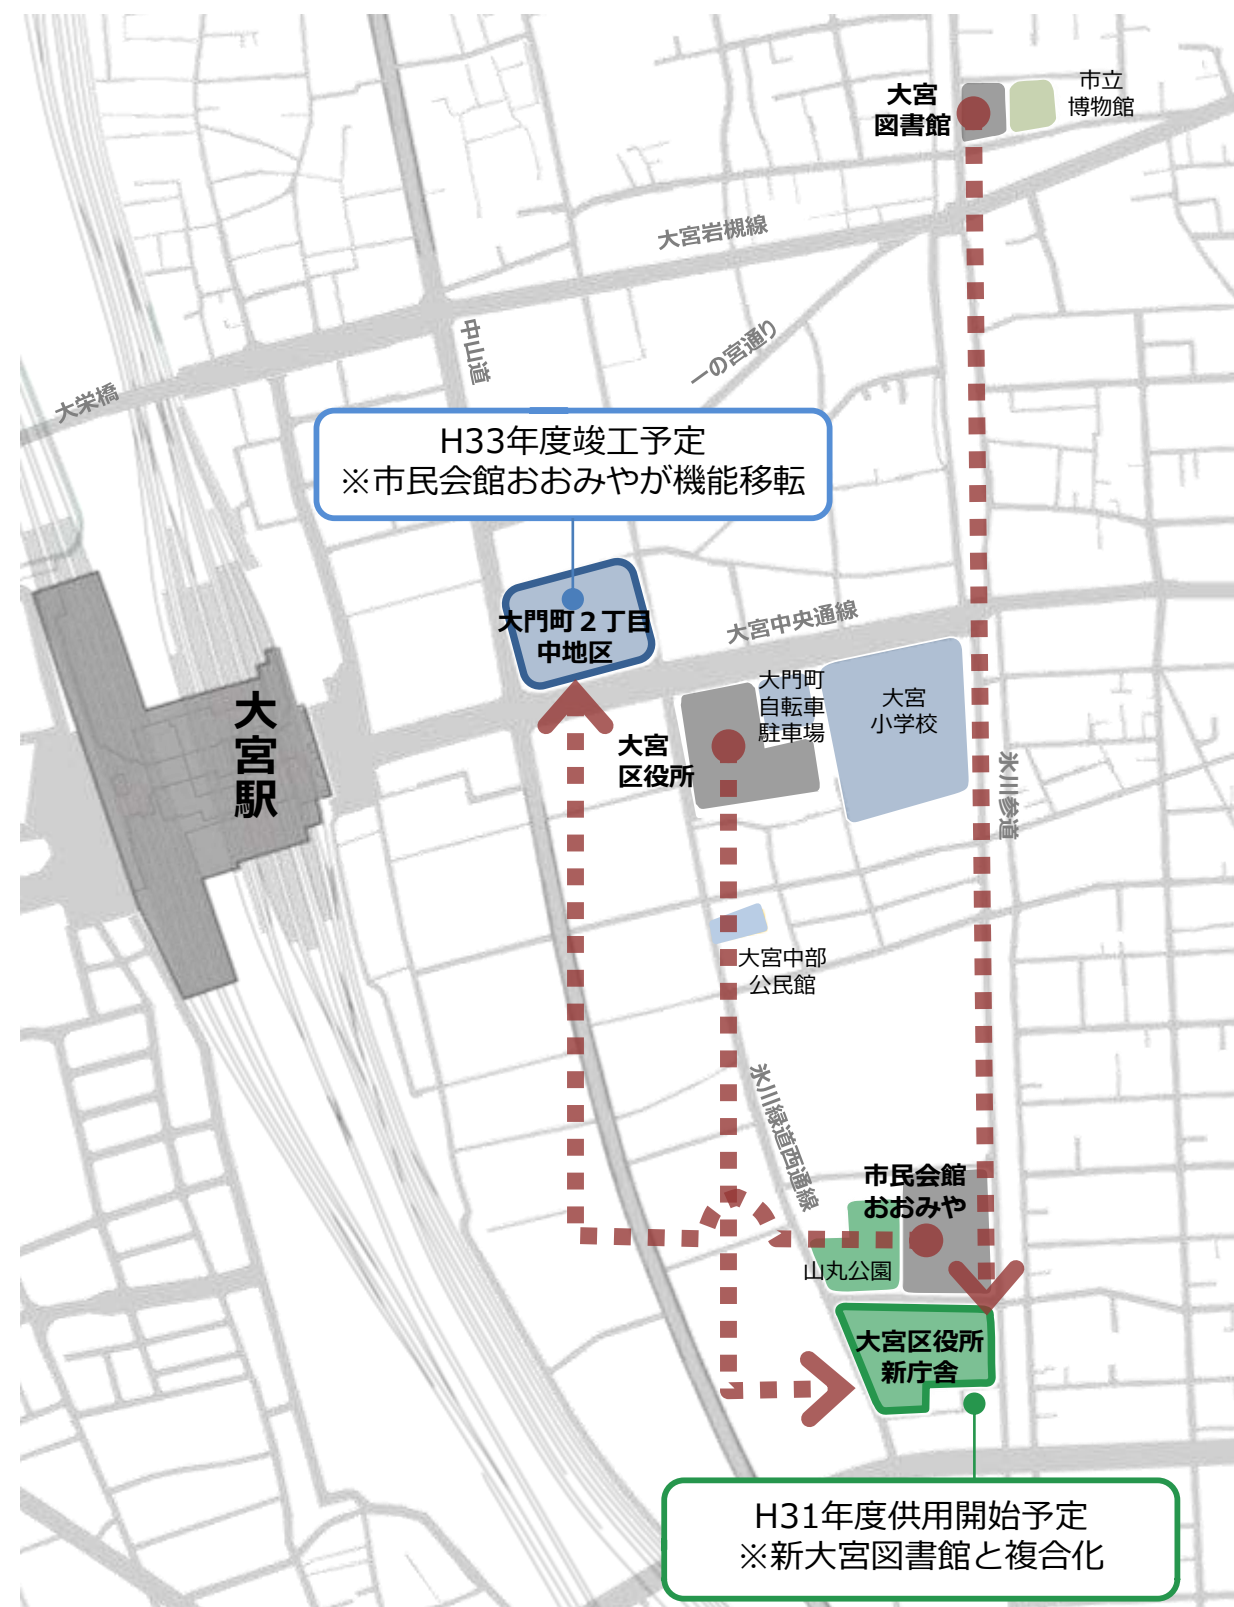 大宮
図書館
市立
博物館
大宮岩槻線
中山道
一の宮通り
大栄橋
H33年度竣工予定
※市民会館おおみやが機能移転
大門町２丁目
中地区
大宮中央通線
大宮駅
大宮
区役所
大門町
自転車
駐車場
大宮
小学校
氷川参道
大宮中部
公民館
氷川緑道西通線
市民会館
おおみや
山丸公園
大宮区役所
新庁舎
H31年度供用開始予定
※新大宮図書館と複合化